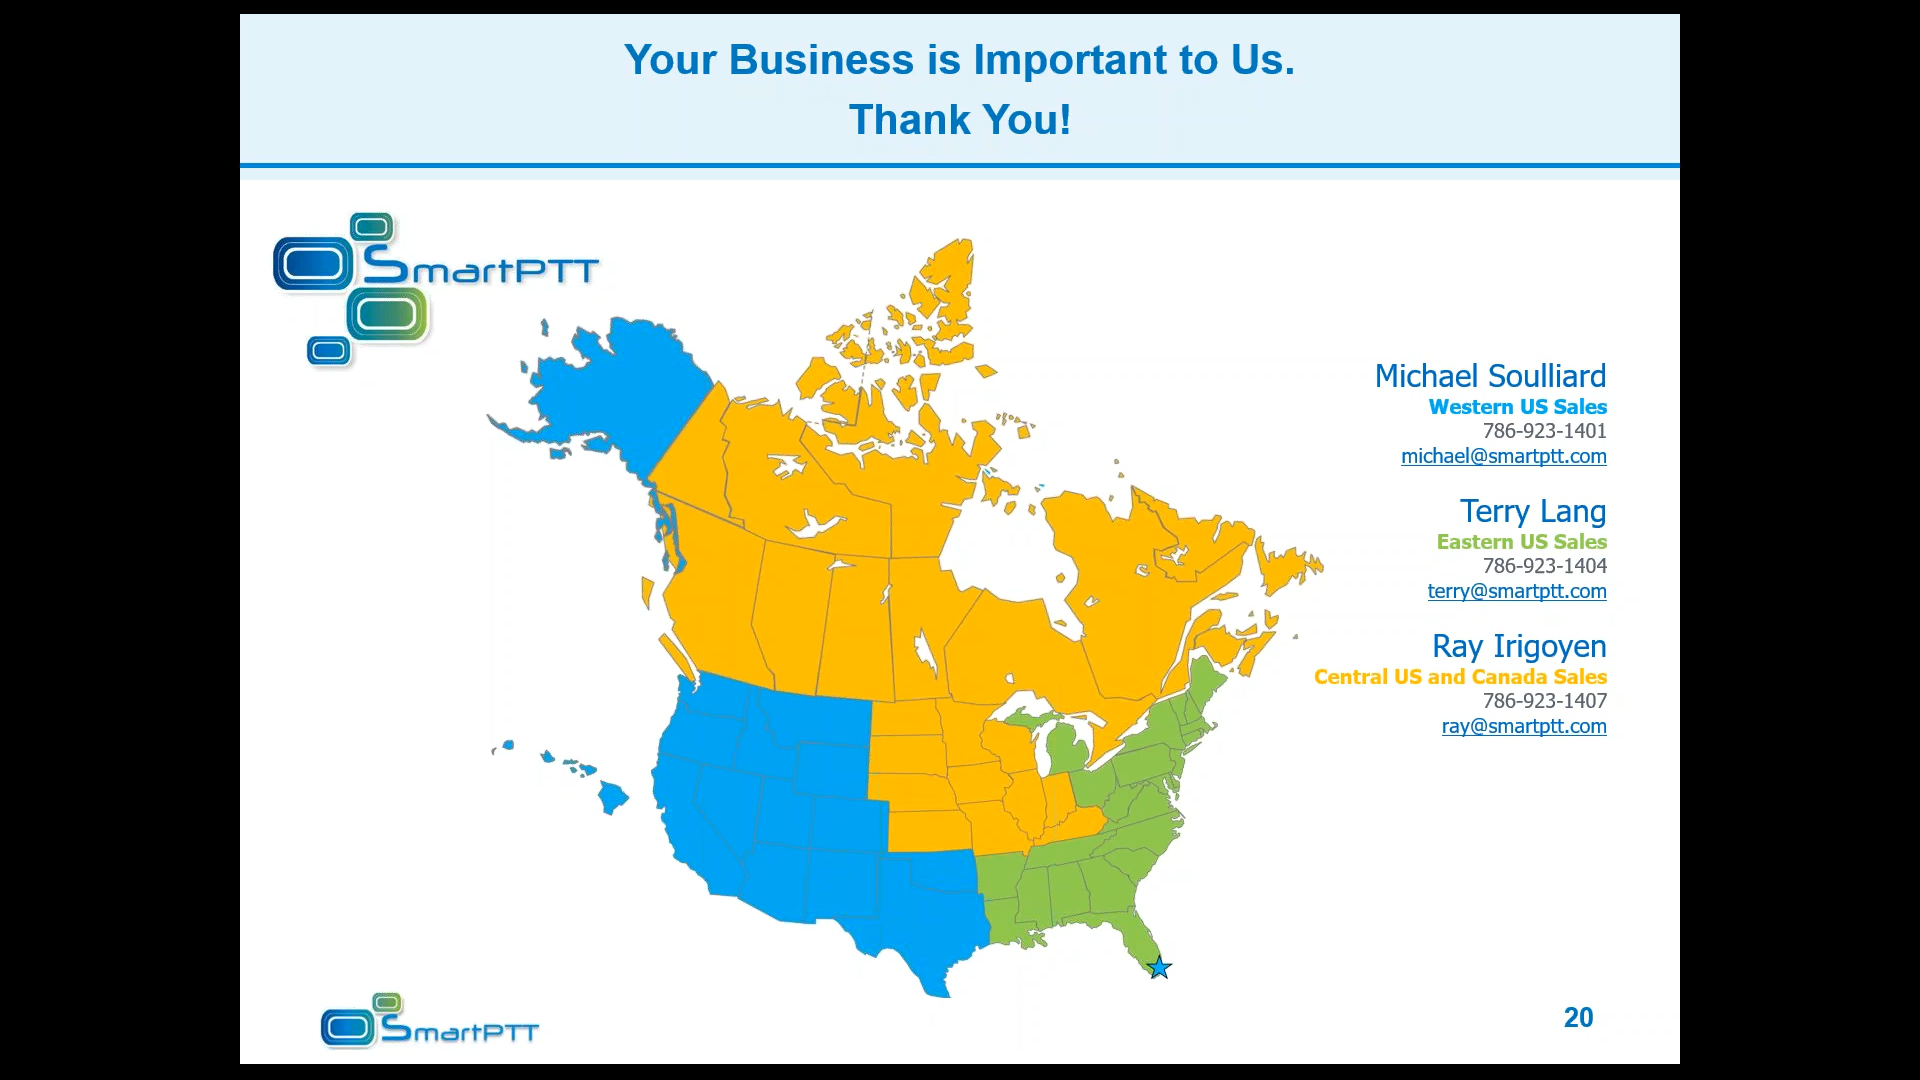 Your Business is Important to Us.
Thank You!
SmartPTT
Michael Soulliard
Western US Sales
786-923-1401
michael@smartptt.com
Terry Lang
Eastern US Sales
786-923-1404
terry@smartptt.com
Ray Irigoyen
Central US and Canada Sales
786-923-1407
ray@smartptt.com
SmartPTT
20